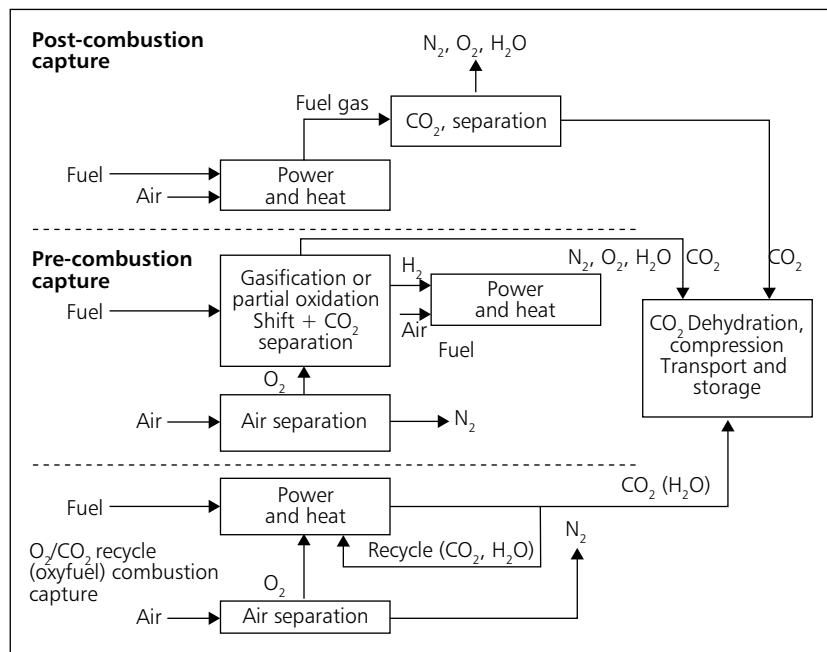 Post-combustion
capture
N₂, O₂, H₂O
Fuel gas
CO₂, separation
Fuel
Air
Power
and heat
Pre-combustion
capture
Gasification or
partial oxidation
Shift + CO₂
separation
H₂
N₂, O₂, H₂O
CO₂
CO₂
Fuel
Air
Power
and heat
Fuel
CO₂ Dehydration,
compression
Transport and
storage
O₂
Air
Air separation
N₂
Fuel
Power
and heat
CO₂ (H₂O)
O₂/CO₂ recycle
(oxyfuel) combustion
capture
Recycle (CO₂, H₂O)
N₂
O₂
Air
Air separation